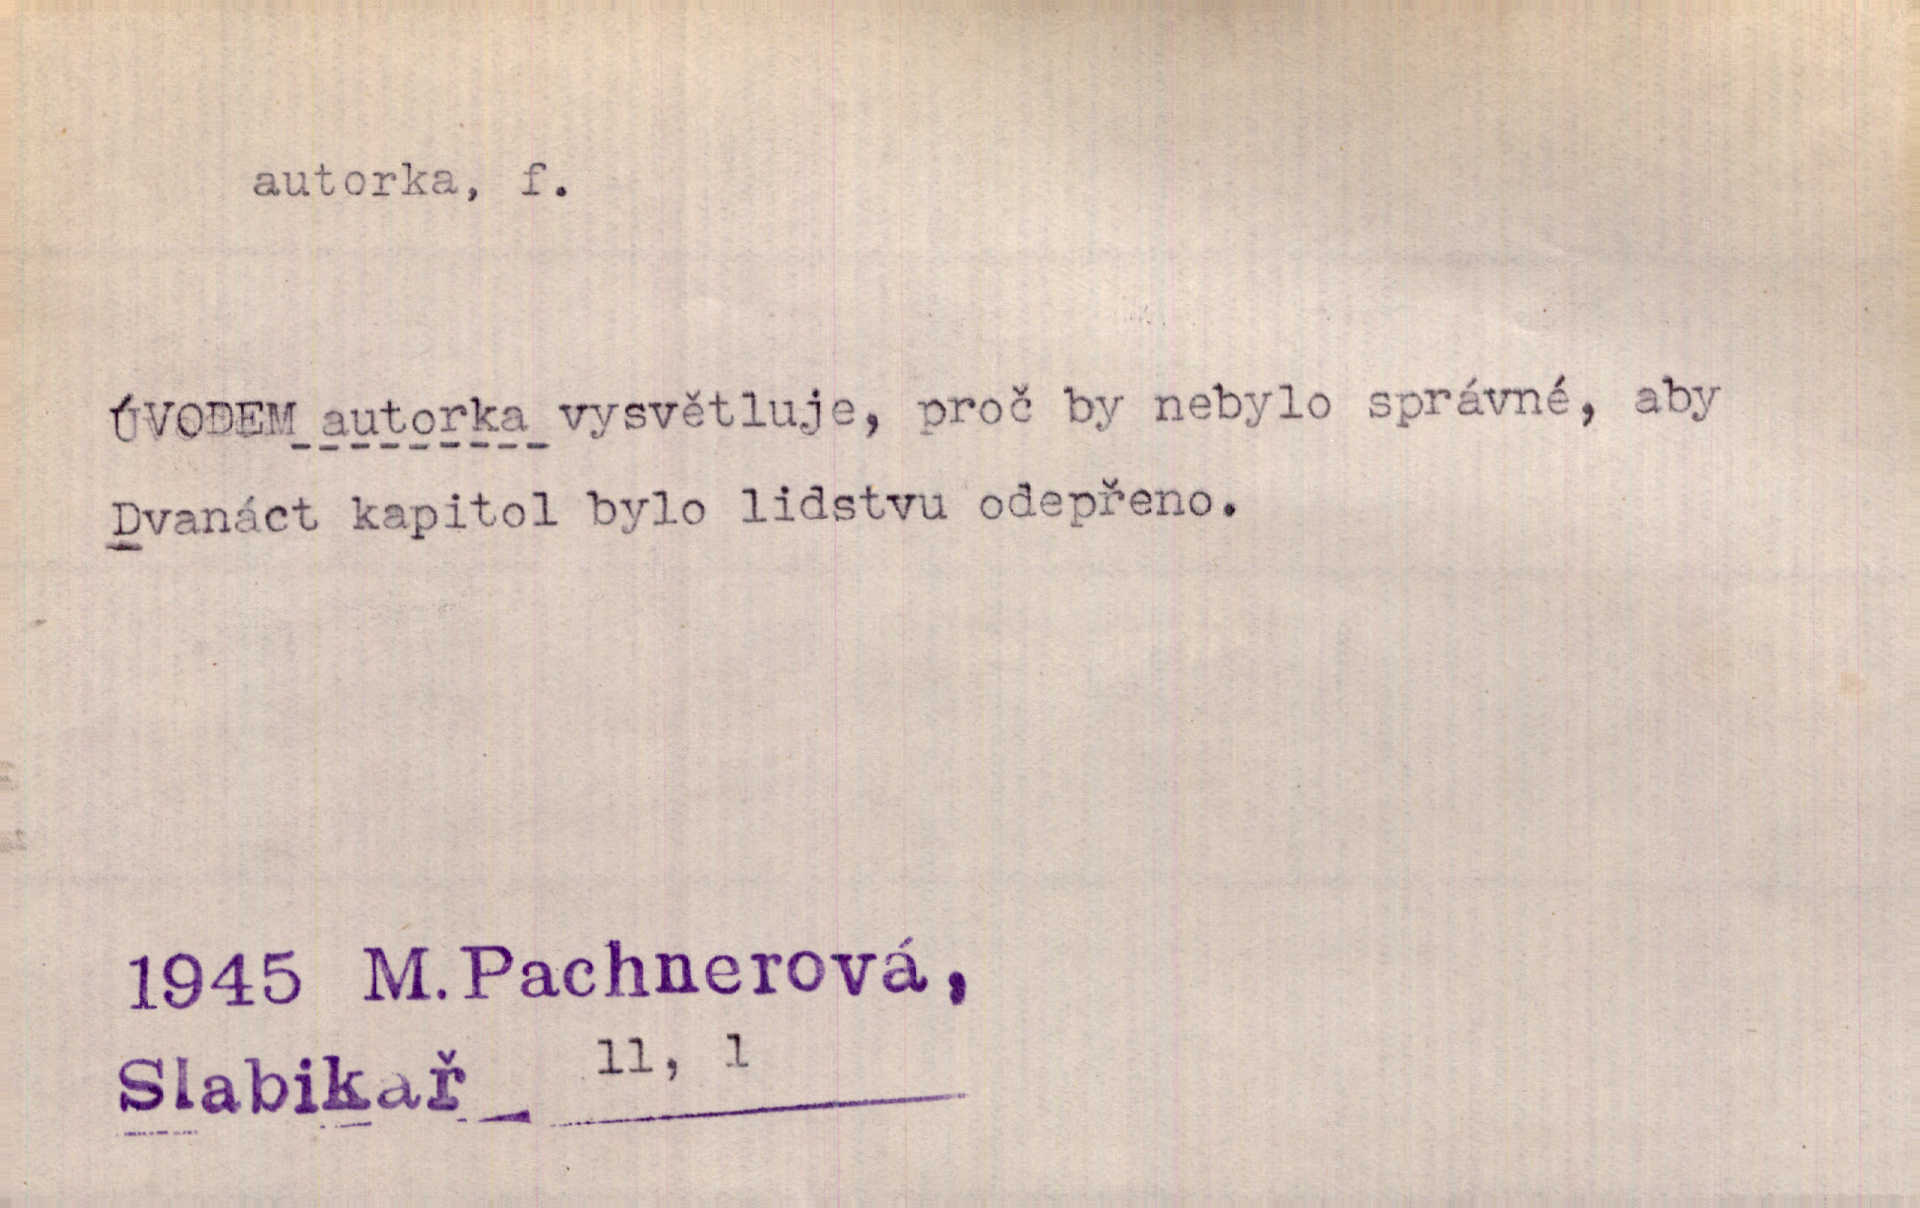 autorka, f.
ÚVODEM autorka vysvětluje, proč by nebylo správné, aby
Dvanáct kapitol bylo lidstvu odepřeno.
1945 M.Pachnerová,
Slabikař 11, 1